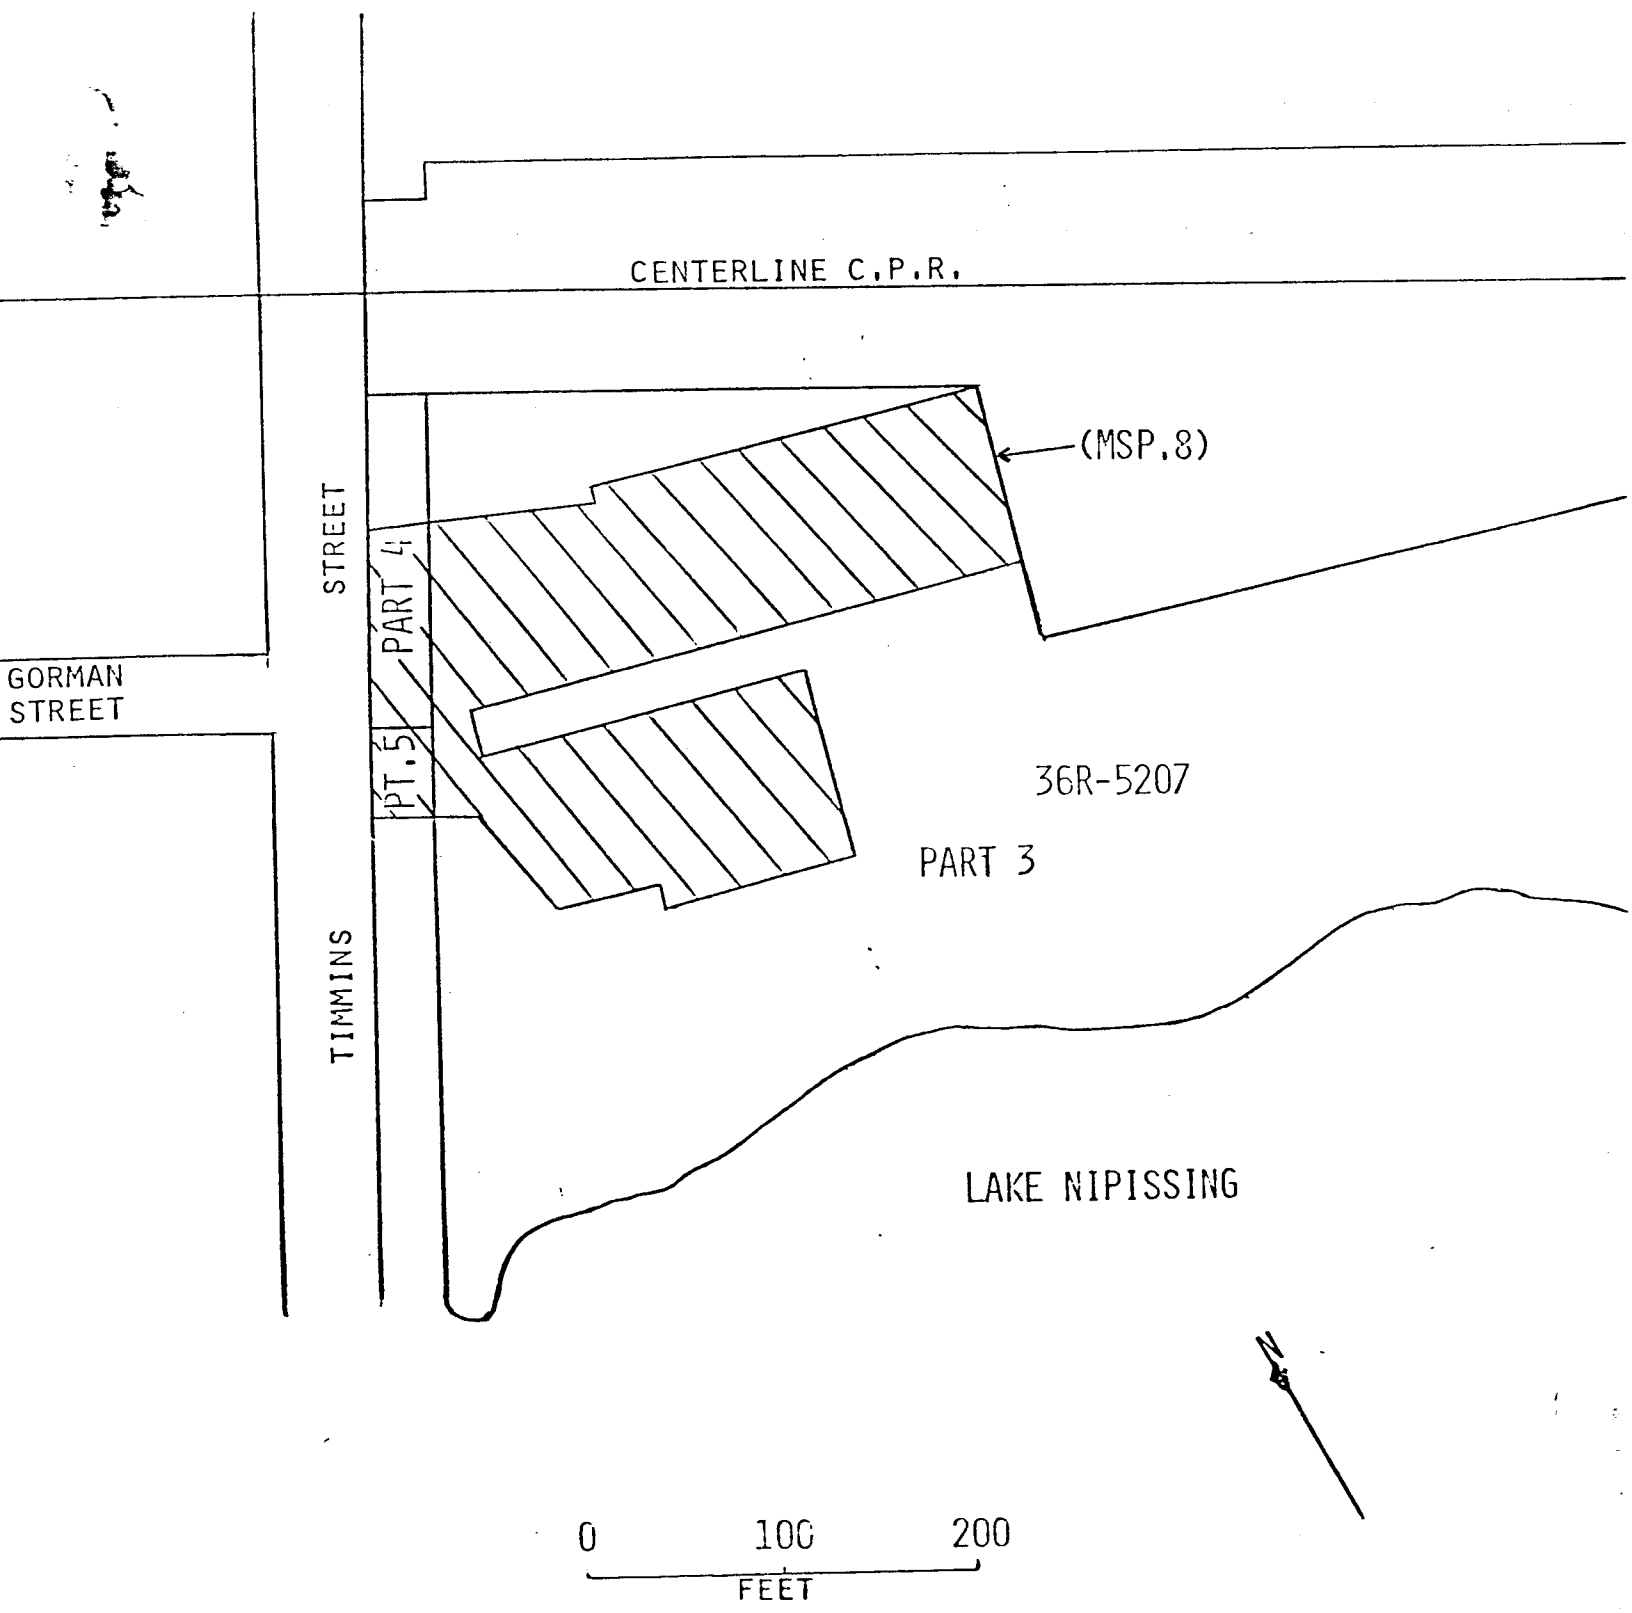 CENTERLINE C.P.R.
(MSP.8)
STREET
PART 4
GORMAN
STREET
PT.5
36R-5207
PART 3
TIMMINS
LAKE NIPISSING
N
0 100 200
FEET